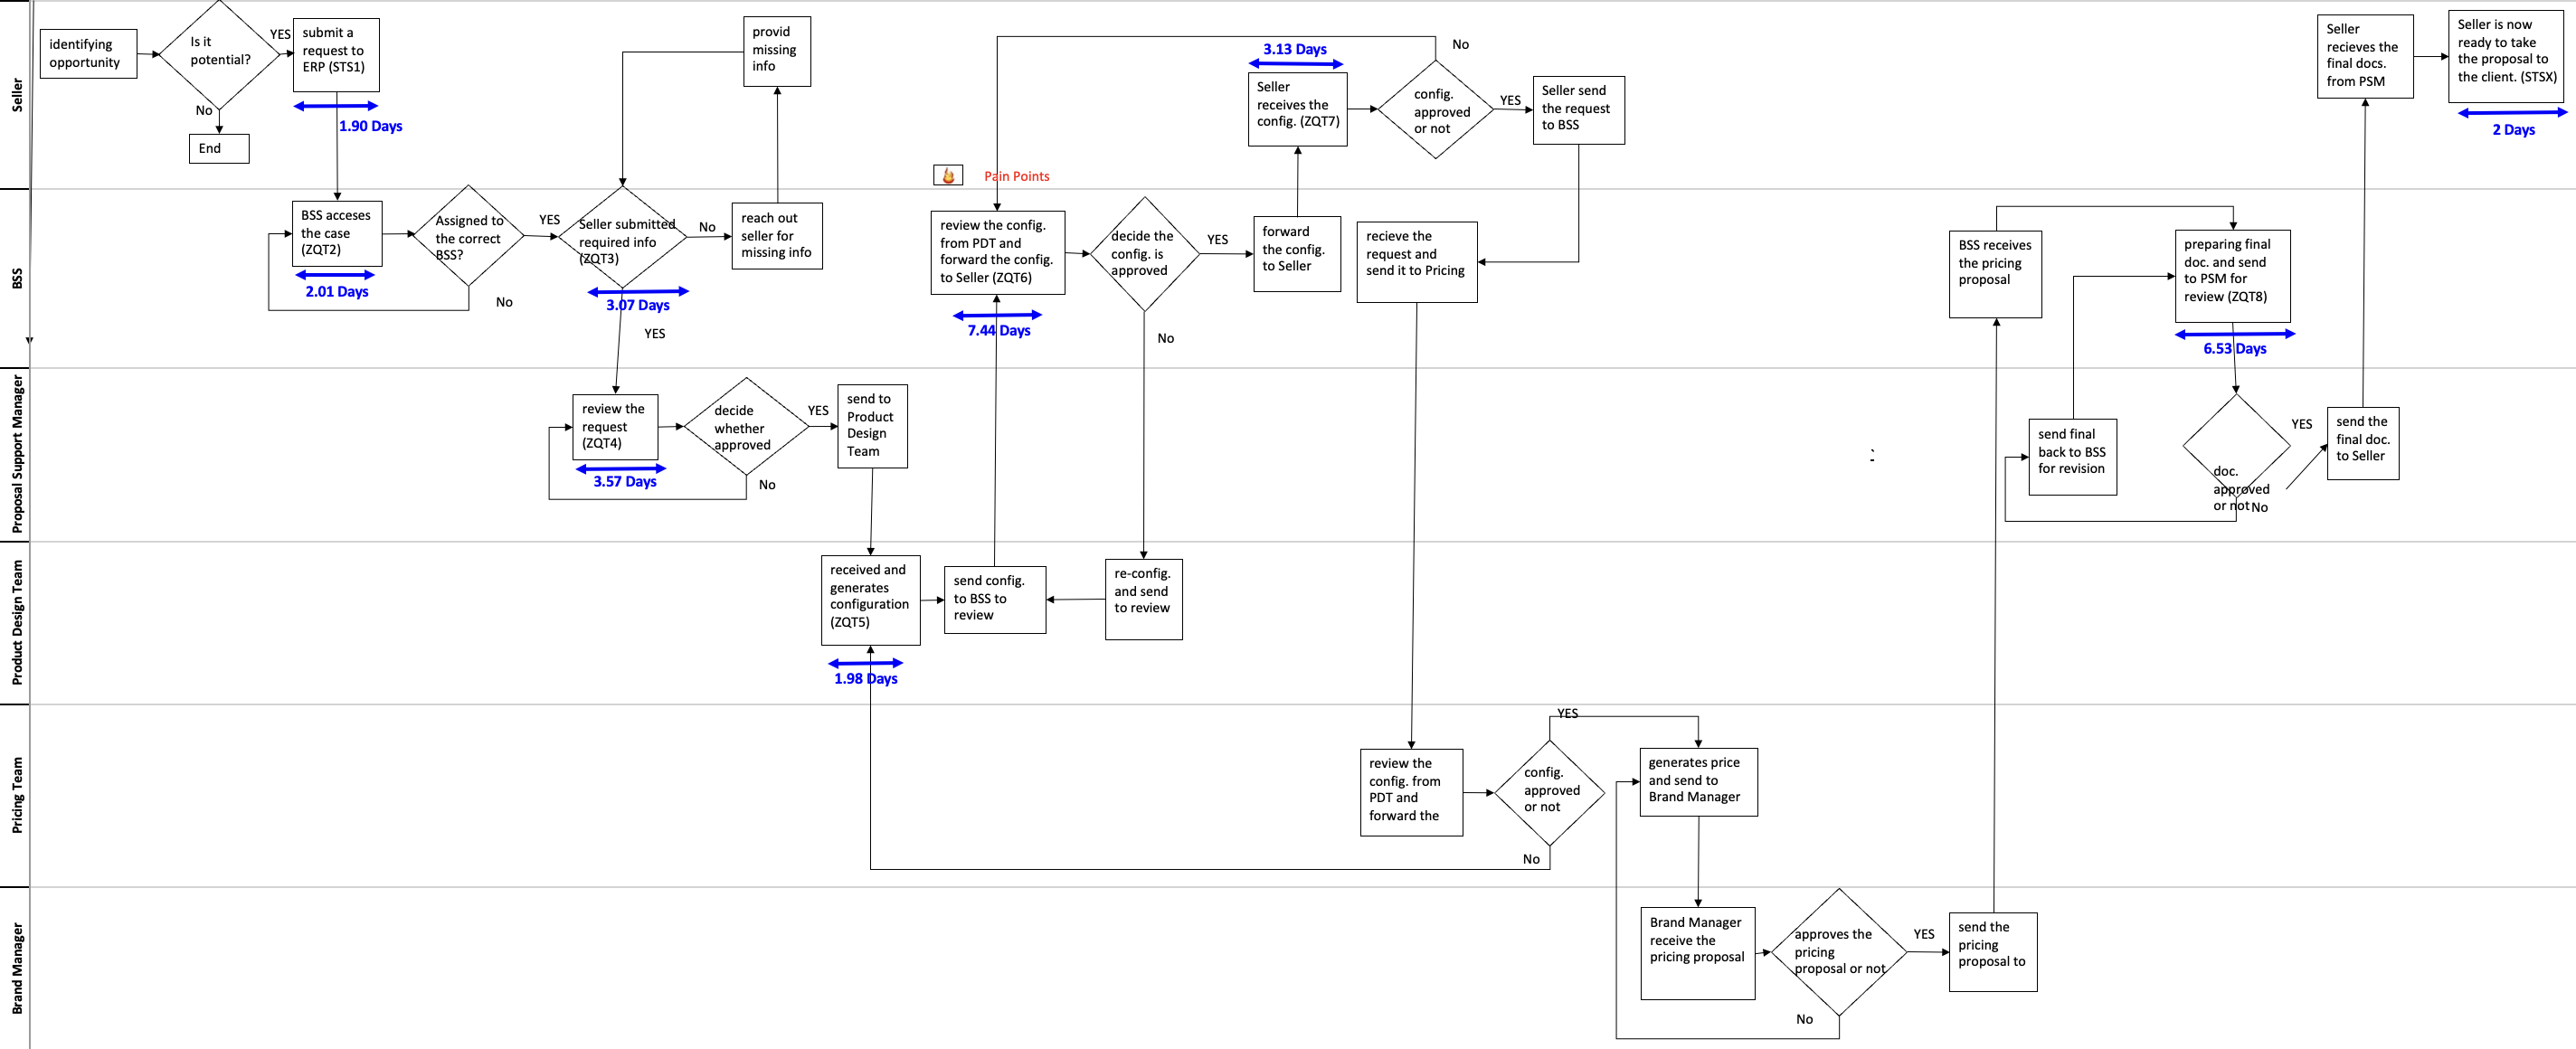 Seller
identifying
opportunity
Is it
potential?
YES
No
End
submit a
request to
ERP (STS1)
1.90 Days
provid
missing
info
3.13 Days
Seller
receives the
config. (ZQT7)
No
config.
approved
or not
YES
Seller send
the request
to BSS
Seller
recieves the
final docs.
from PSM
Seller is now
ready to take
the proposal to
the client. (STSX)
2 Days
Pain Points
BSS
BSS acceses
the case
(ZQT2)
2.01 Days
Assigned to
the correct
BSS?
YES
No
Seller submitted
required info
(ZQT3)
3.07 Days
YES
No
reach out
seller for
missing info
review the config.
from PDT and
forward the config.
to Seller (ZQT6)
7.44 Days
decide the
config. is
approved
YES
No
forward
the config.
to Seller
recieve the
request and
send it to Pricing
BSS receives
the pricing
proposal
preparing final
doc. and send
to PSM for
review (ZQT8)
6.53 Days
Proposal Support Manager
review the
request
(ZQT4)
3.57 Days
decide
whether
approved
YES
No
send to
Product
Design
Team
:
send final
back to BSS
for revision
doc.
approved
or not
No
YES
send the
final doc.
to Seller
Product Design Team
received and
generates
configuration
(ZQT5)
1.98 Days
send config.
to BSS to
review
re-config.
and send
to review
Pricing Team
review the
config. from
PDT and
forward the
config.
approved
or not
YES
No
generates price
and send to
Brand Manager
Brand Manager
Brand Manager
receive the
pricing proposal
approves the
pricing
proposal or not
YES
No
send the
pricing
proposal to